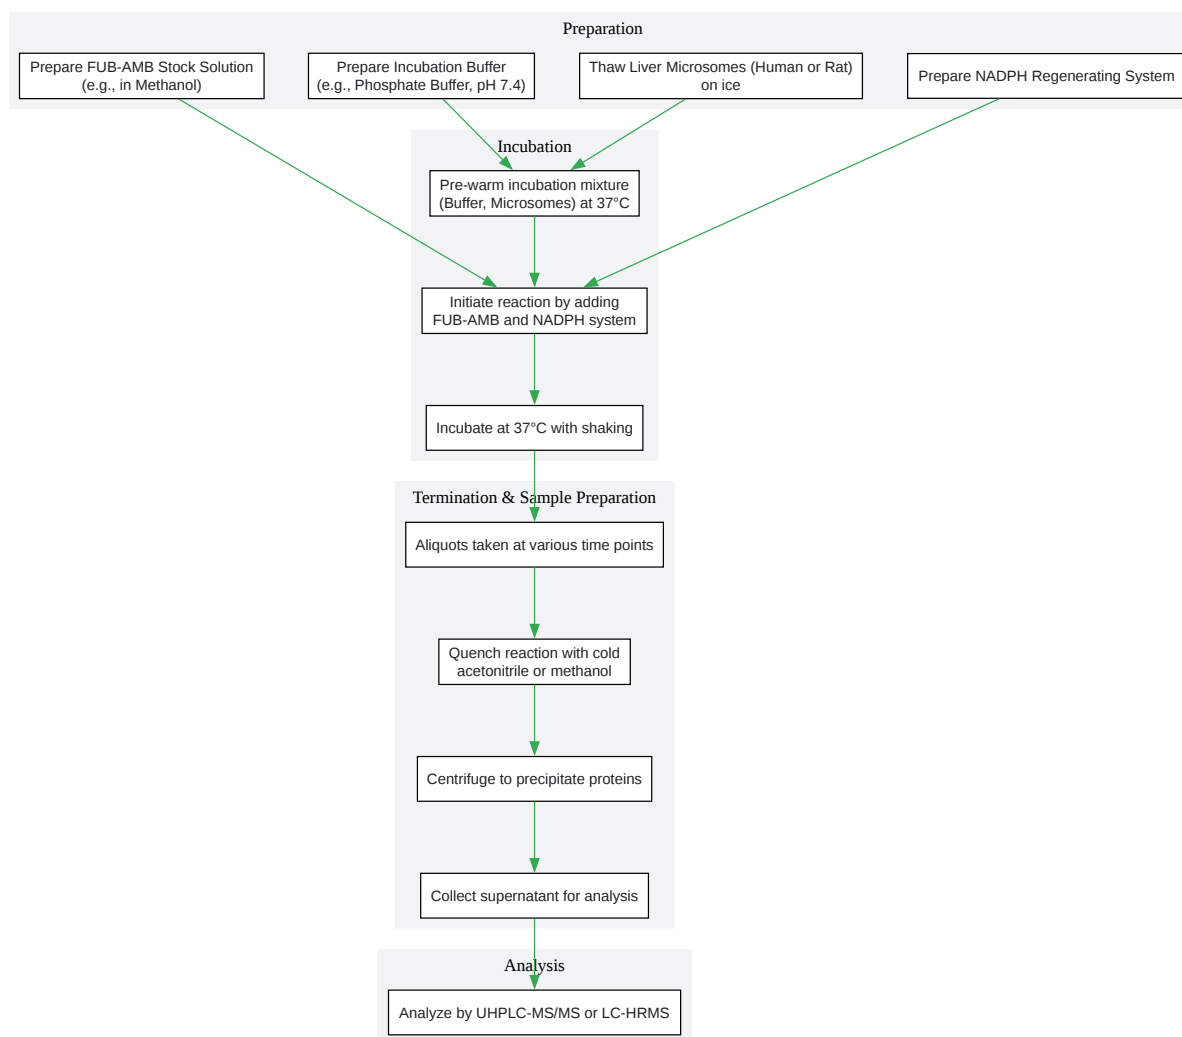 Preparation
Prepare FUB-AMB Stock Solution
(e.g., in Methanol)
Prepare Incubation Buffer
(e.g., Phosphate Buffer, pH 7.4)
Thaw Liver Microsomes (Human or Rat)
on ice
Prepare NADPH Regenerating System
Incubation
Pre-warm incubation mixture
(Buffer, Microsomes) at 37°C
Initiate reaction by adding
FUB-AMB and NADPH system
Incubate at 37°C with shaking
Termination & Sample Preparation
Aliquots taken at various time points
Quench reaction with cold
acetonitrile or methanol
Centrifuge to precipitate proteins
Collect supernatant for analysis
Analysis
Analyze by UHPLC-MS/MS or LC-HRMS